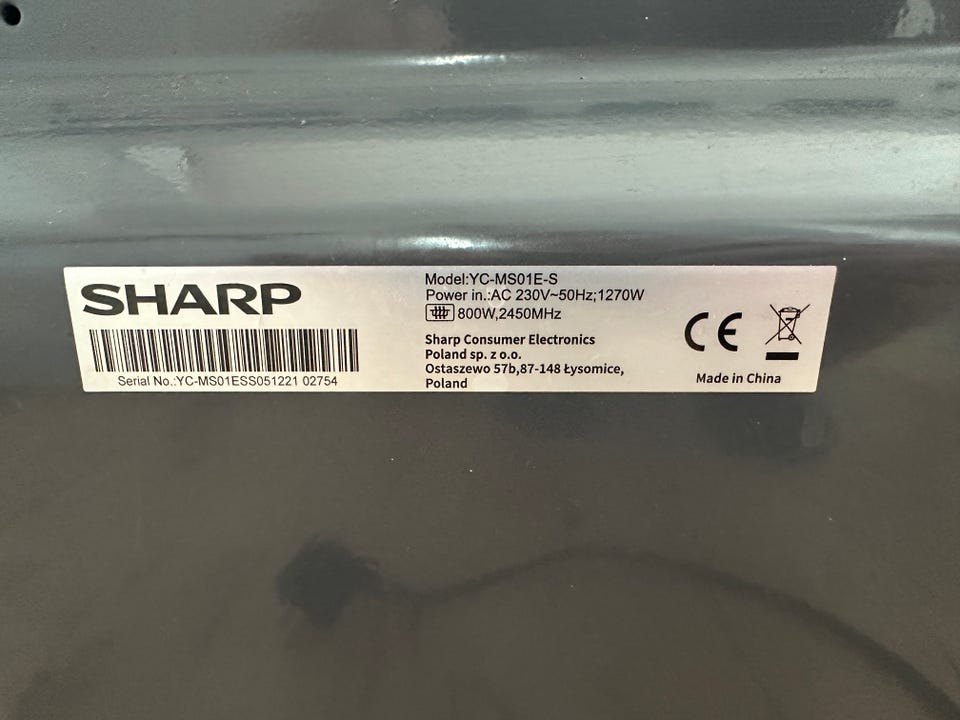 SHARP
Serial No.:YC-MS01ESS051221 02754
Model:YC-MS01E-S
Power in.:AC 230V~50Hz;1270W
800W,2450MHz
Sharp Consumer Electronics
Poland sp. z o.o.
Ostaszewo 57b,87-148 Łysomice,
Poland
CE
Made in China